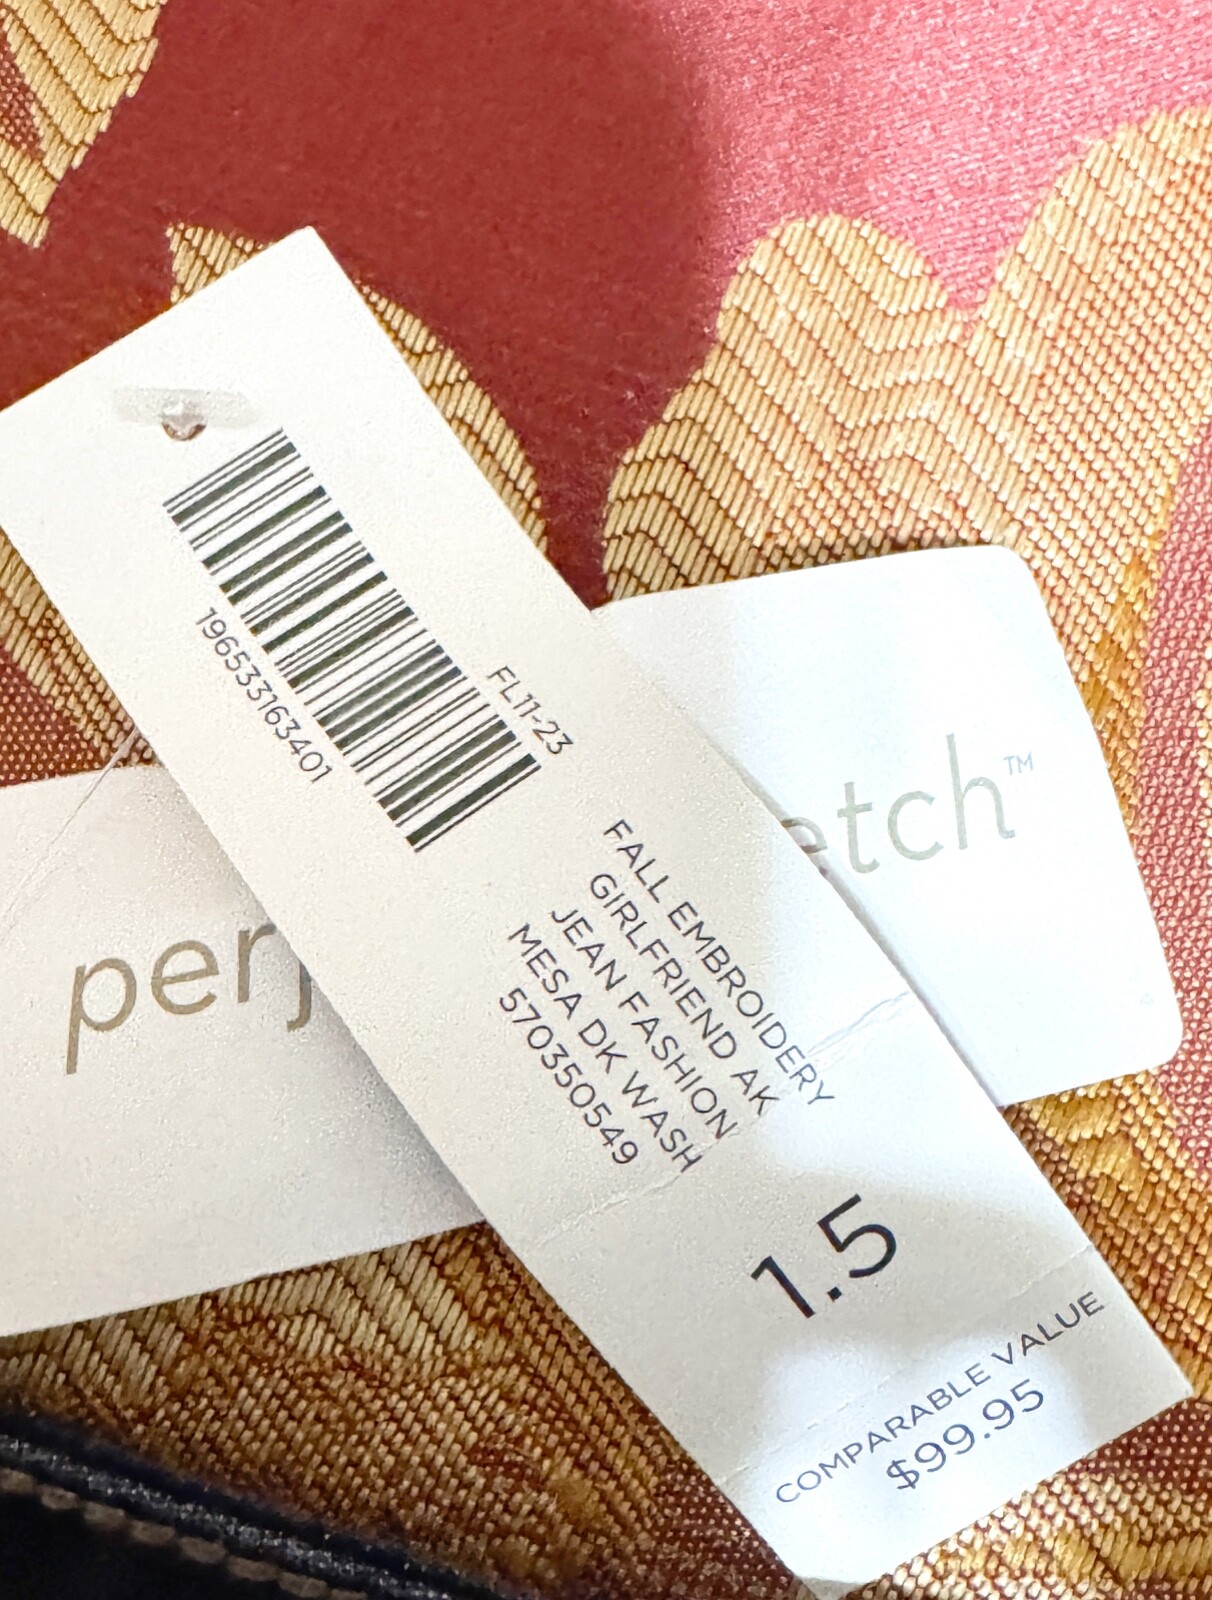 196533163401
FL11-23
FALL EMBROIDERY
GIRLFRIEND AK
JEAN FASHION
MESA DK WASH
570350549
1.5
COMPARABLE VALUE
$99.95
per
etch™